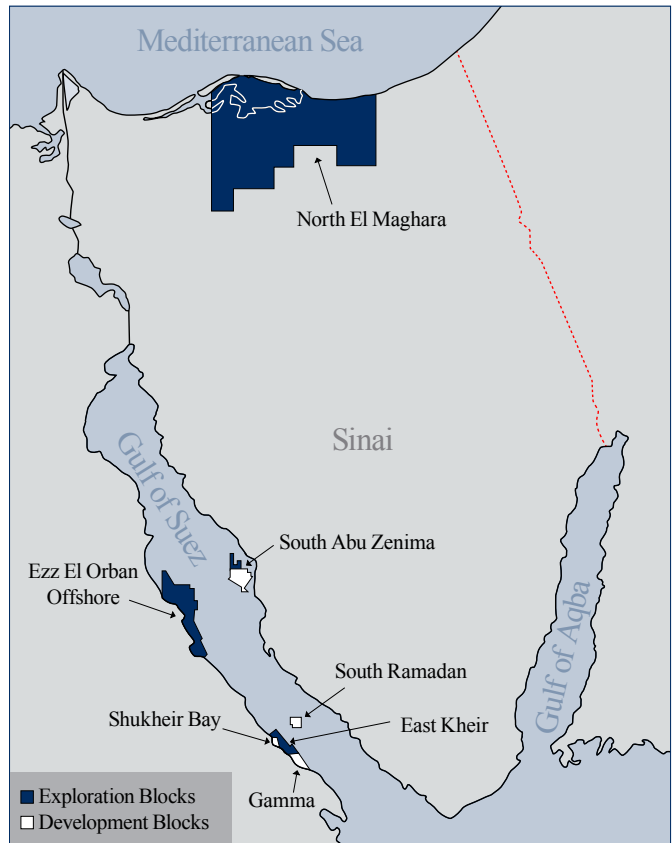 Mediterranean Sea
North El Maghara
Sinai
Gulf of Suez
South Abu Zenima
Ezz El Orban
Offshore
Gulf of Aqba
South Ramadan
Shukheir Bay
East Kheir
Gamma
Exploration Blocks
Development Blocks